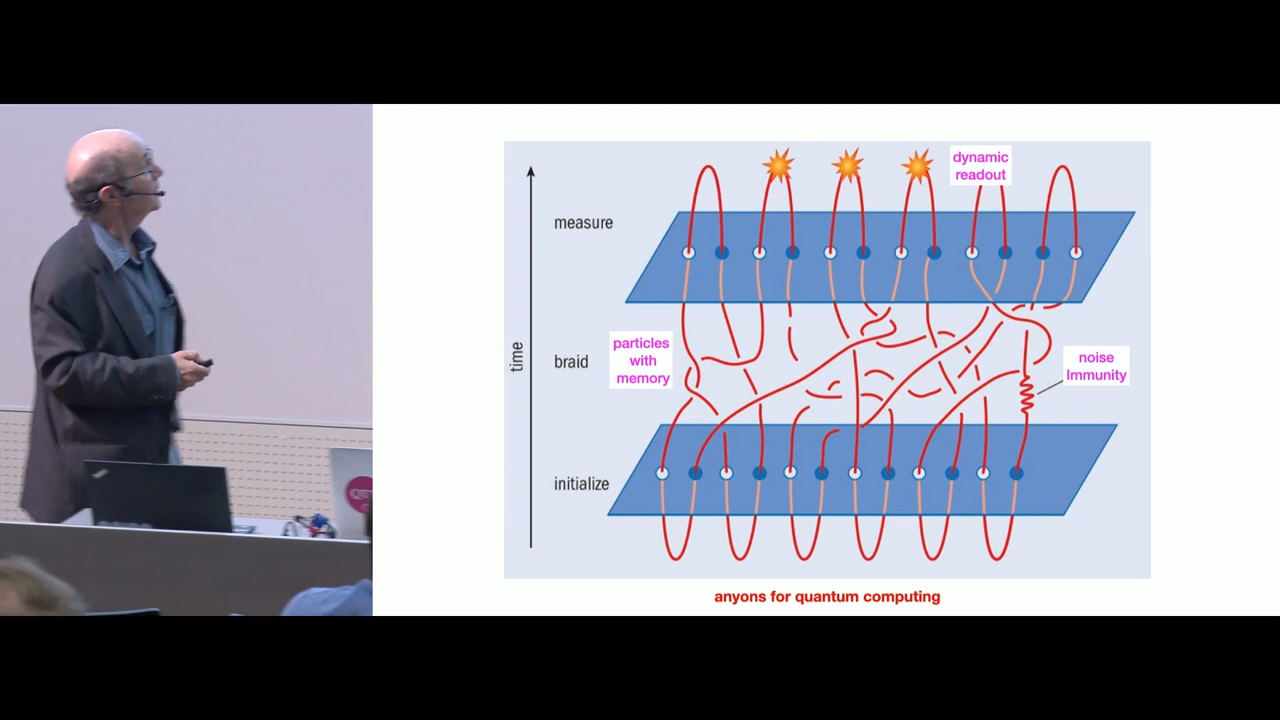 dynamic
readout
measure
particles
with
memory
time
braid
noise
Immunity
initialize
anyons for quantum computing